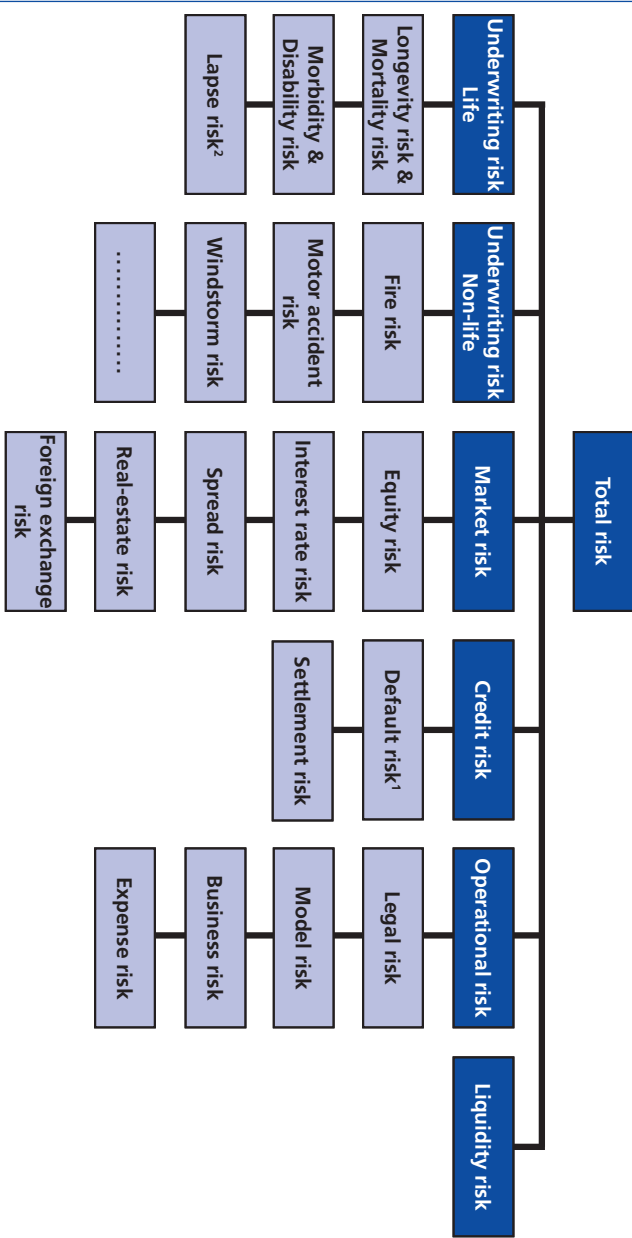 Total risk
Underwriting risk
Life
Underwriting risk
Non-life
Market risk
Credit risk
Operational risk
Liquidity risk
Longevity risk &
Mortality risk
Fire risk
Equity risk
Default risk¹
Legal risk
Morbidity &
Disability risk
Motor accident
risk
Interest rate risk
Settlement risk
Model risk
Lapse risk²
Windstorm risk
Spread risk
Business risk
..............
Real-estate risk
Expense risk
Foreign exchange
risk